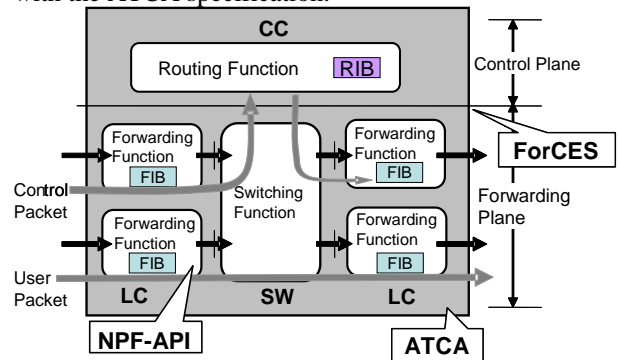 with the ATCA specification.
CC
Routing Function RIB
Control Plane
Forwarding
Function
FIB
Forwarding
Function
FIB
ForCES
Control
Packet
Switching
Function
Forwarding
Plane
Forwarding
Function
FIB
Forwarding
Function
FIB
User
Packet
LC SW LC
NPF-API
ATCA